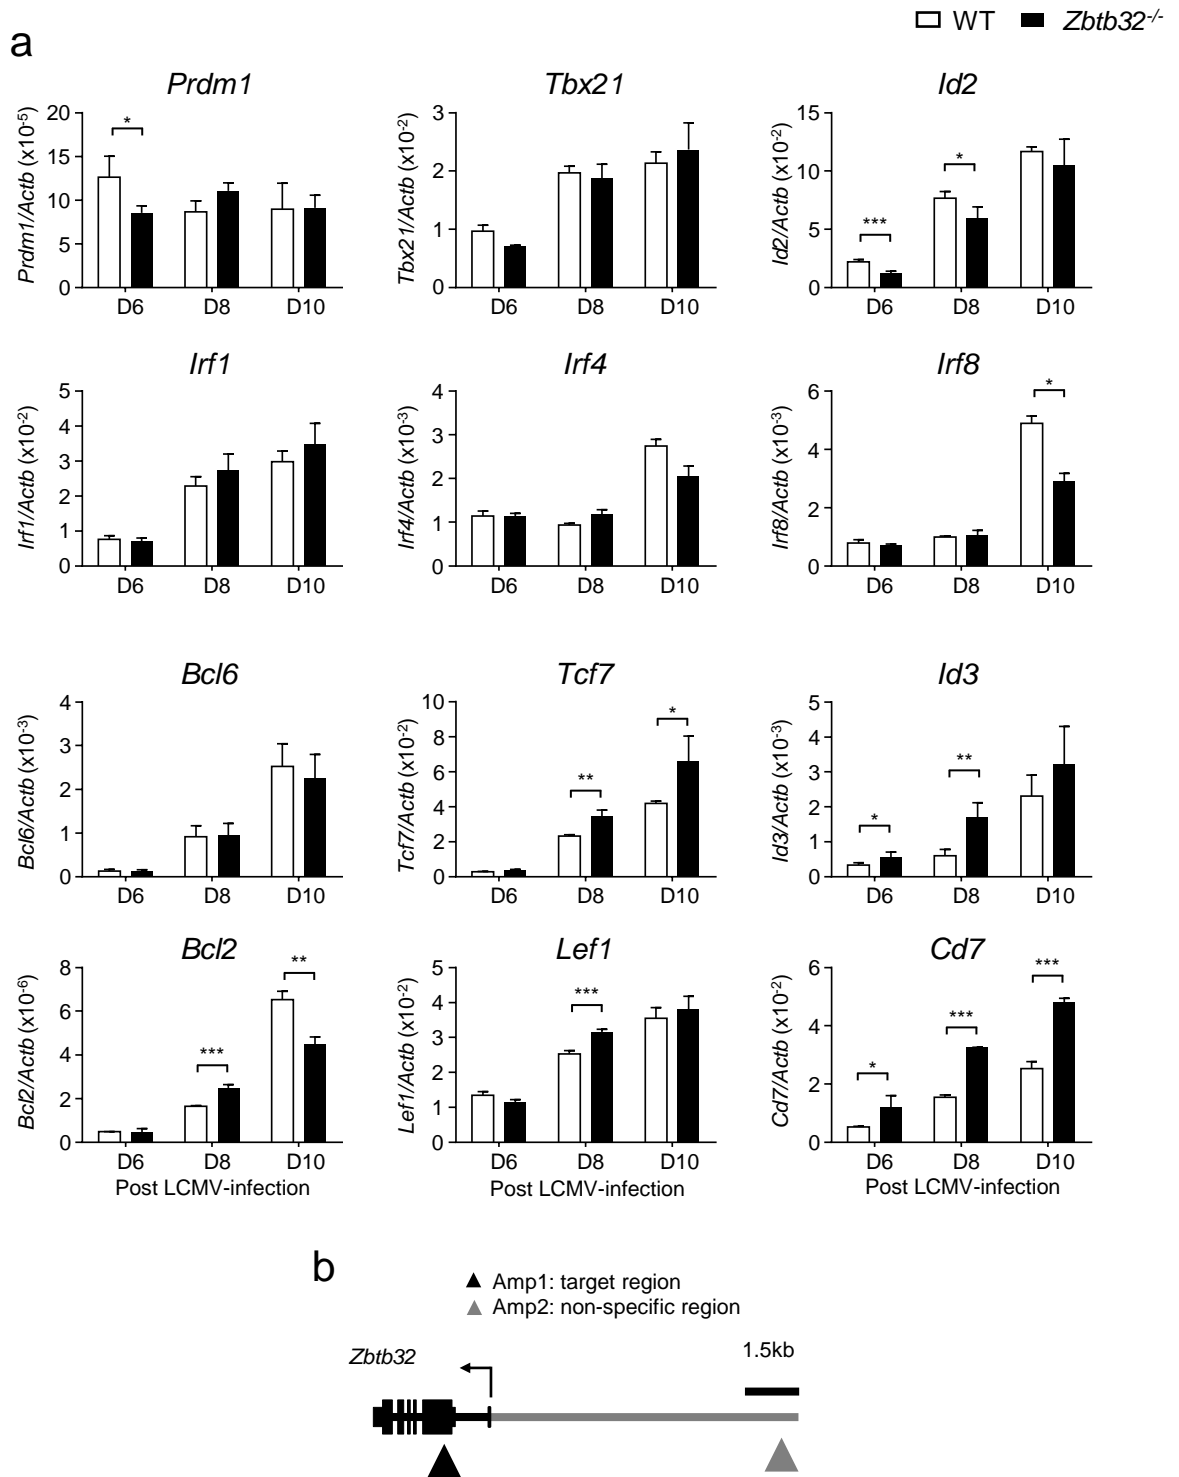 WT Zbtb32-/-
a
Prdm1 Tbx21 Id2
Prdm1/Actb (x10-5)
20
15
10
5
0
*
D6 D8 D10
Tbx21/Actb (x10-2)
3
2
1
0
D6 D8 D10
Id2/Actb (x10-2)
15
10
5
0
***
*
D6 D8 D10
Irf1 Irf4 Irf8
Irf1/Actb (x10-2)
5
4
3
2
1
0
D6 D8 D10
Irf4/Actb (x10-3)
4
3
2
1
0
D6 D8 D10
Irf8/Actb (x10-3)
6
4
2
0
*
D6 D8 D10
Bcl6 Tcf7 Id3
Bcl6/Actb (x10-3)
4
3
2
1
0
D6 D8 D10
Tcf7/Actb (x10-2)
10
8
6
4
2
0
**
*
D6 D8 D10
Id3/Actb (x10-3)
5
4
3
2
1
0
*
**
D6 D8 D10
Bcl2 Lef1 Cd7
Bcl2/Actb (x10-6)
8
6
4
2
0
***
**
D6 D8 D10
Post LCMV-infection
Lef1/Actb (x10-2)
5
4
3
2
1
0
***
D6 D8 D10
Post LCMV-infection
Cd7/Actb (x10-2)
6
4
2
0
*
***
***
D6 D8 D10
Post LCMV-infection
b
Amp1: target region
Amp2: non-specific region
Zbtb32
1.5kb